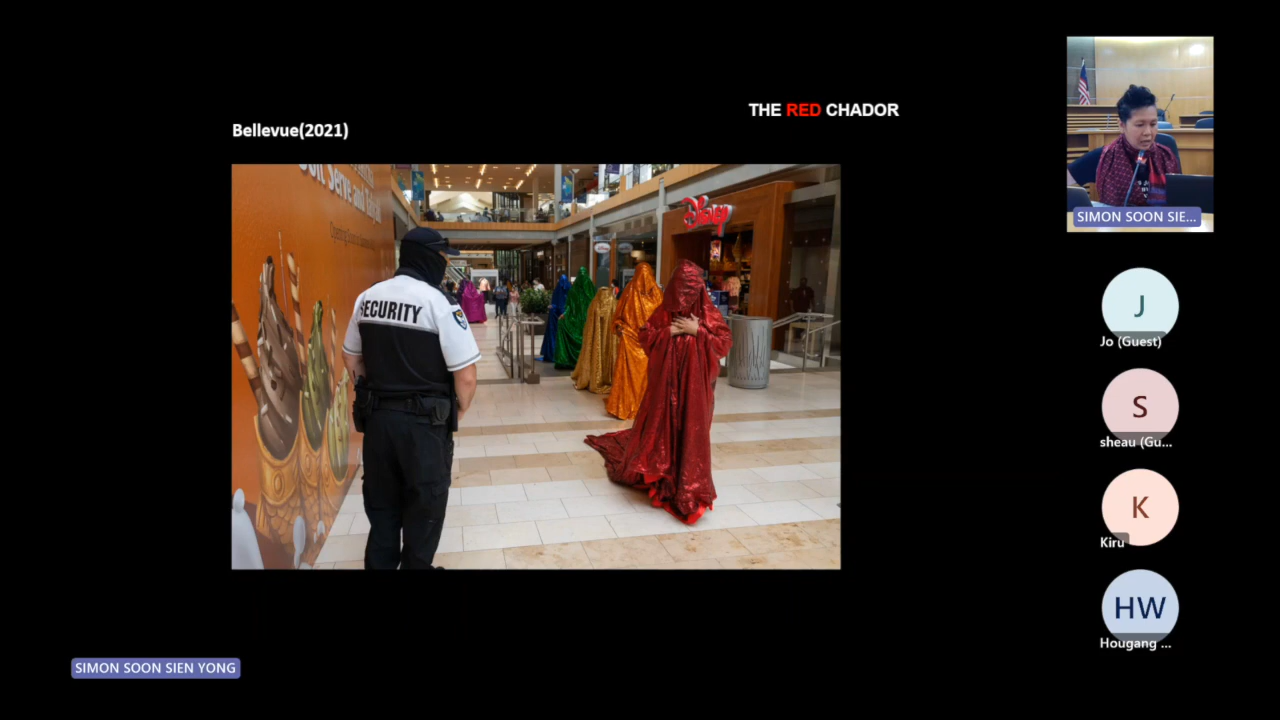 THE RED CHADOR
Bellevue(2021)
Soft Serve and
Disney
SECURITY
SIMON SOON SIE...
J
Jo (Guest)
S
sheau (Gu...
K
Kiru
HW
Hougang ...
SIMON SOON SIEN YONG